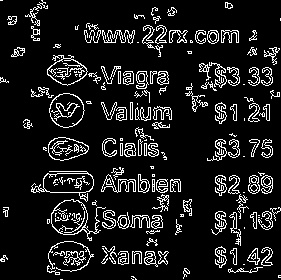 www.22rx.com
Viagra $3.33
Valium $1.21
Cialis $3.75
Ambien $2.89
Soma $1.13
Xanax $1.42